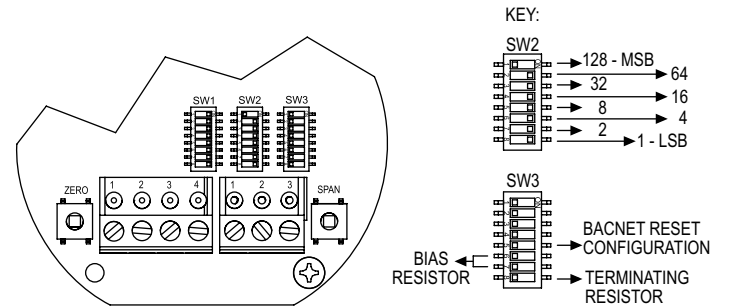 KEY:
SW2
128 - MSB
64
32
16
8
4
2
1 - LSB
SW1 SW2 SW3
ZERO
1 2 3 4
1 2 3
SPAN
SW3
BACNET RESET
CONFIGURATION
BIAS
RESISTOR
TERMINATING
RESISTOR